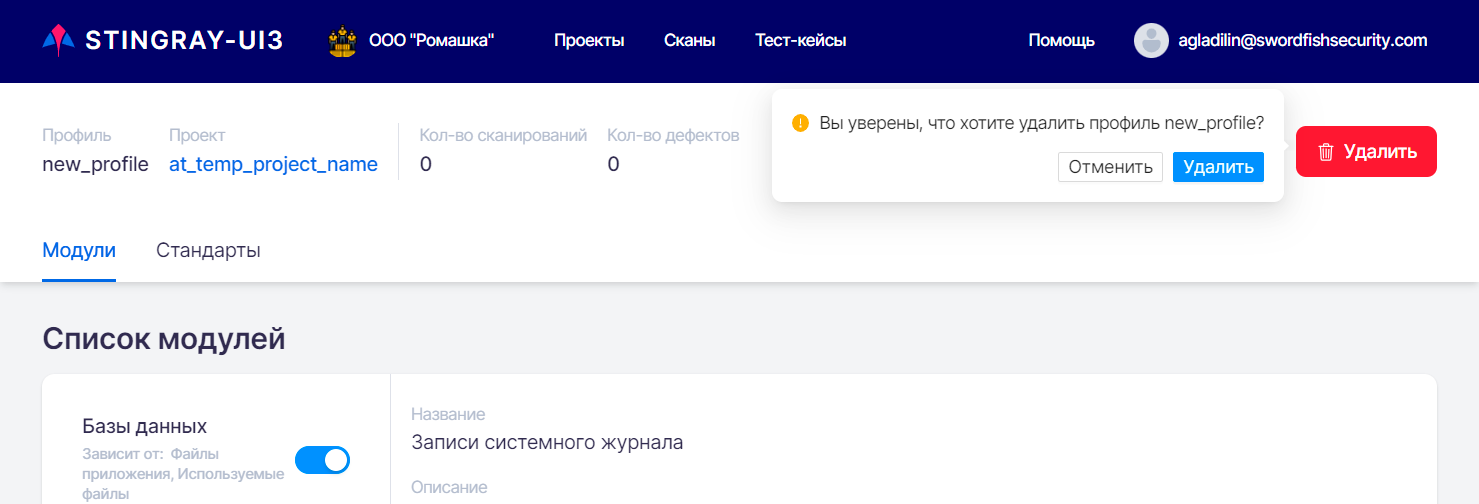 STINGRAY-UI3
ООО "Ромашка"
Проекты
Сканы
Тест-кейсы
Помощь
agladilin@swordfishsecurity.com
Профиль
new_profile
Проект
at_temp_project_name
Кол-во сканирований
0
Кол-во дефектов
0
Вы уверены, что хотите удалить профиль new_profile?
Отменить
Удалить
Удалить
Модули
Стандарты
Список модулей
Базы данных
Зависит от: Файлы
приложения, Используемые
файлы
Название
Записи системного журнала
Описание